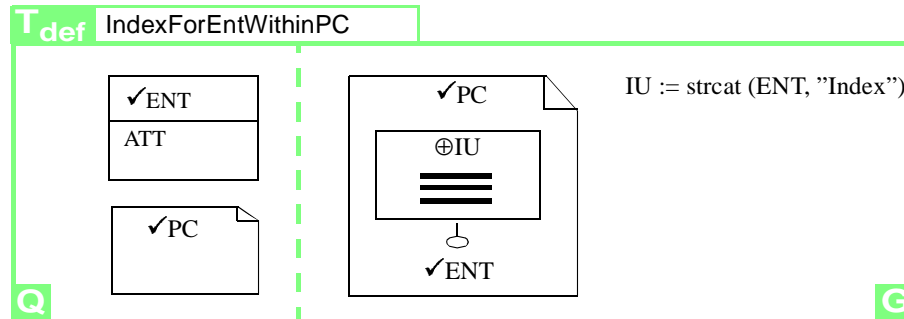 Tdef IndexForEntWithinPC
✓ENT
ATT
✓PC
✓PC
⊕IU
✓ENT
IU := strcat (ENT, ”Index”)
Q
G